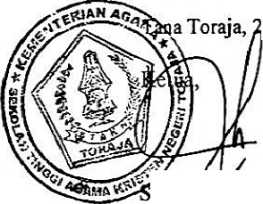 Tana Toraja, 2
Ketua,
KEMENTERIAN AGAMA
SEKOLAH TINGGI AGAMA KRISTEN NEGERI TORAJA
TORAJA
S